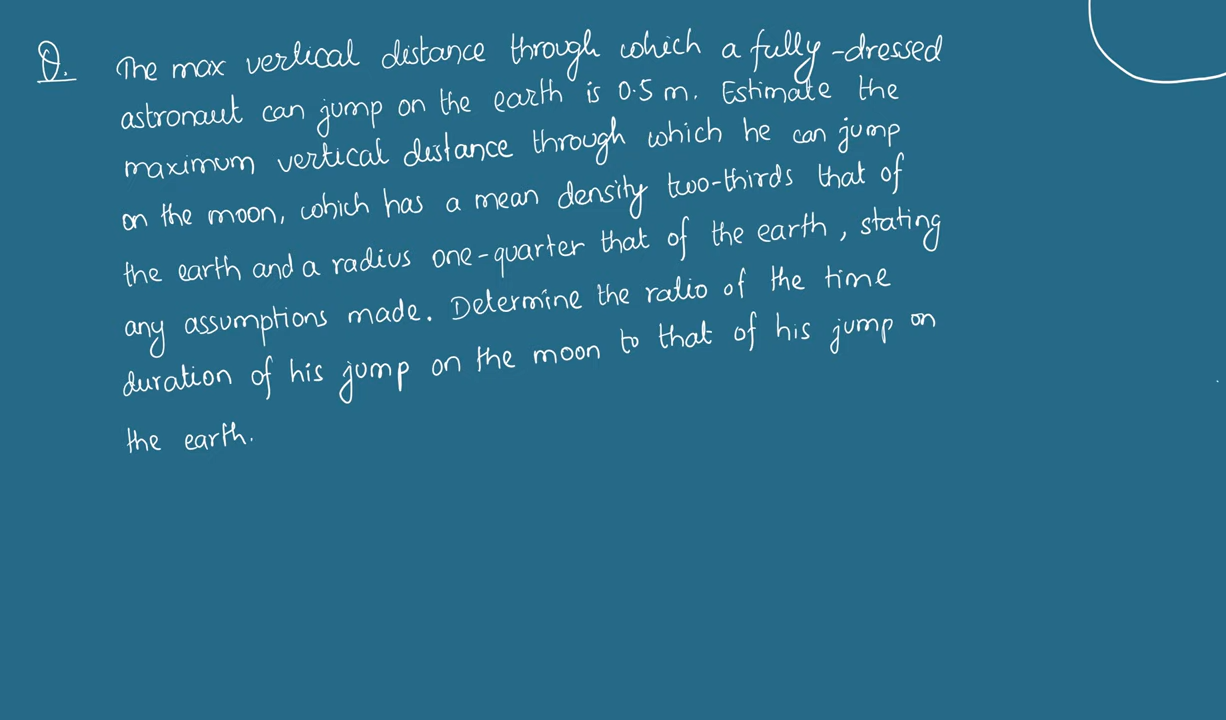 Q. The max vertical distance through which a fully-dressed
astronaut can jump on the earth is 0.5 m. Estimate the
maximum vertical distance through which he can jump
on the moon, which has a mean density two-thirds that of
the earth and a radius one-quarter that of the earth, stating
any assumptions made. Determine the ratio of the time
duration of his jump on the moon to that of his jump on
the earth.